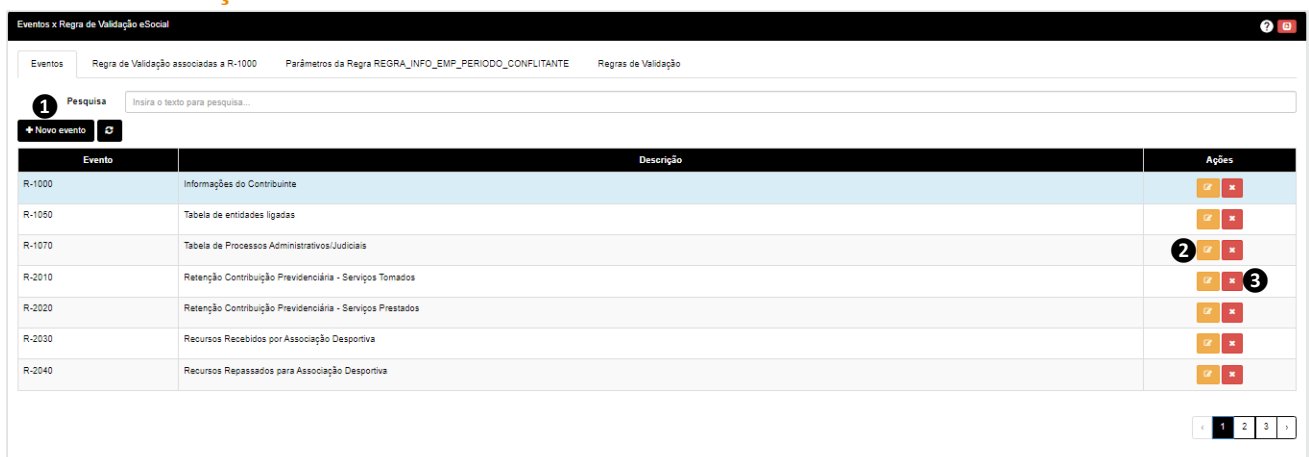 Eventos x Regra de Validação eSocial
Eventos Regra de Validação associadas a R-1000 Parâmetros da Regra REGRA_INFO_EMP_PERIODO_CONFLITANTE Regras de Validação
1 Pesquisa Insira o texto para pesquisa...
+ Novo evento
Evento Descrição Ações
R-1000 Informações do Contribuinte
R-1050 Tabela de entidades ligadas
R-1070 Tabela de Processos Administrativos/Judiciais 2
R-2010 Retenção Contribuição Previdenciária - Serviços Tomados 3
R-2020 Retenção Contribuição Previdenciária - Serviços Prestados
R-2030 Recursos Recebidos por Associação Desportiva
R-2040 Recursos Repassados para Associação Desportiva
‹ 1 2 3 ›